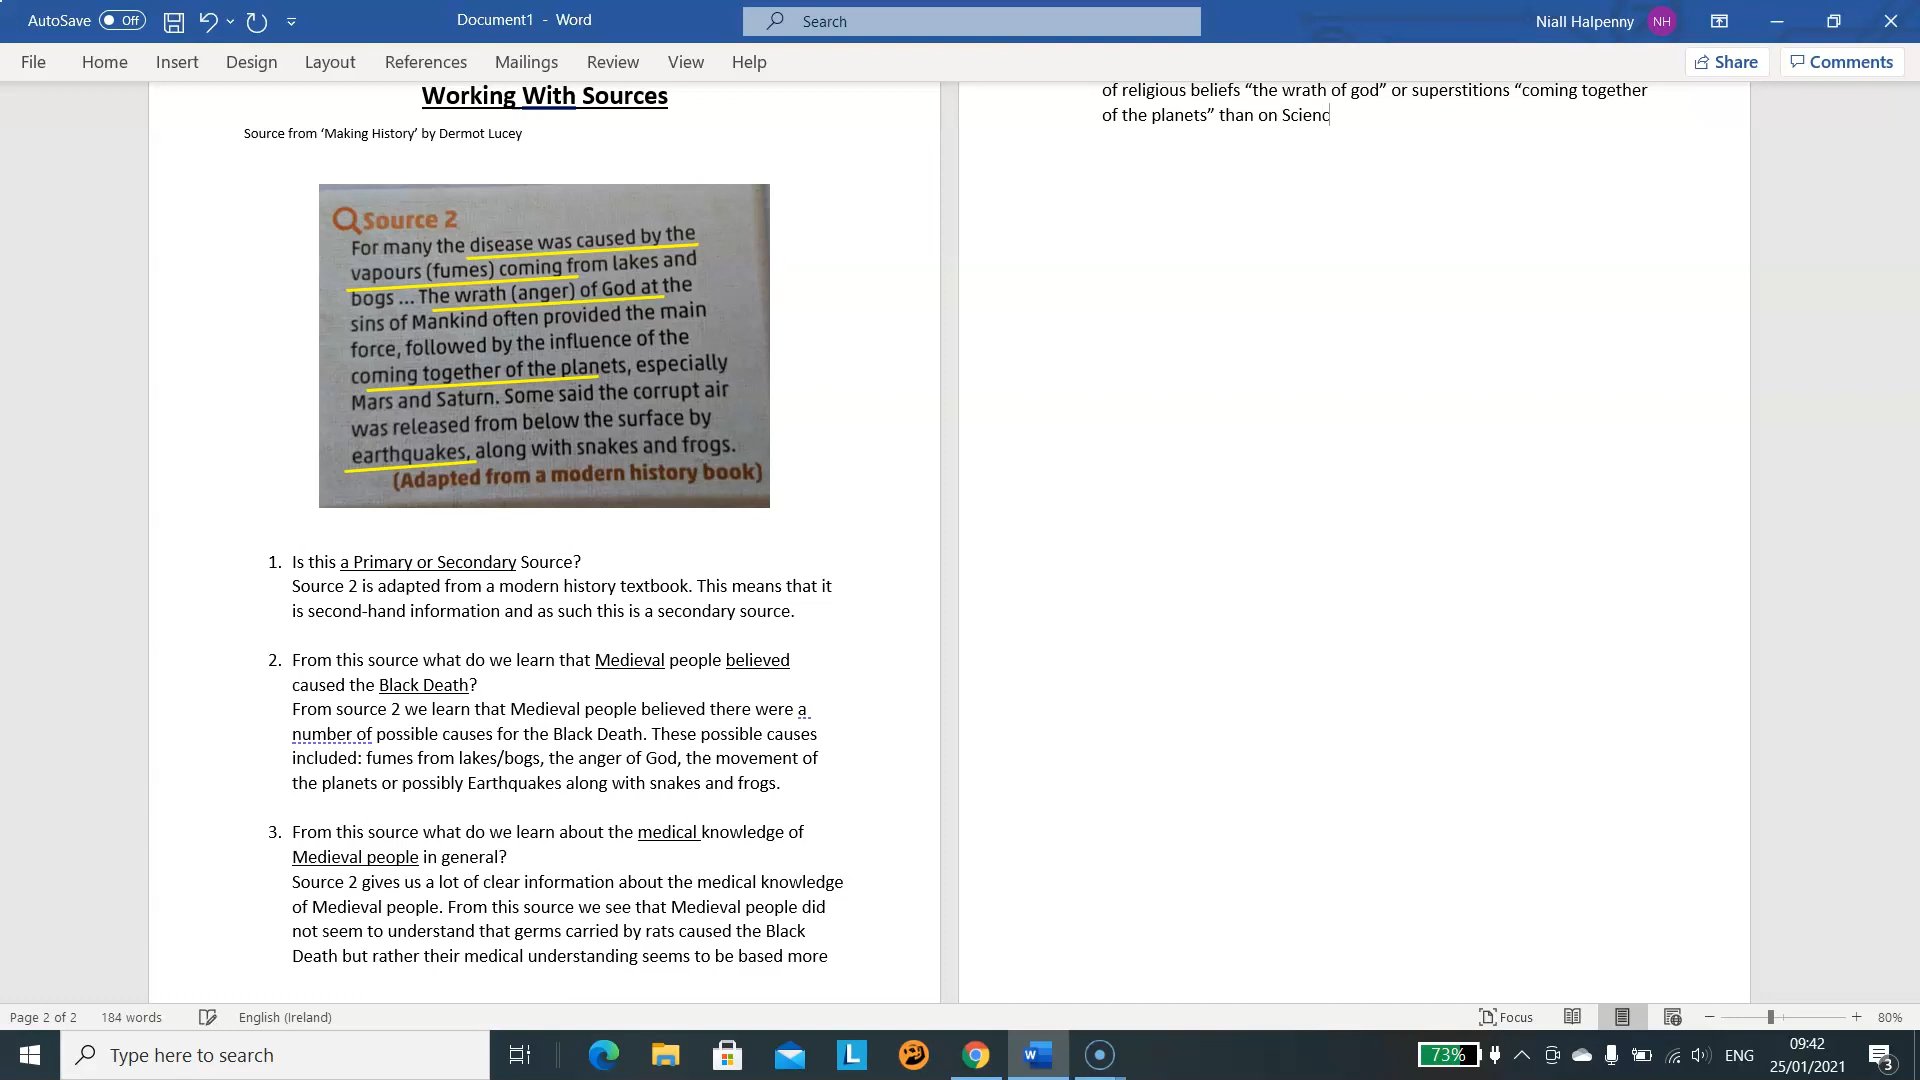 AutoSave Off
Document1 - Word
Search
Niall Halpenny NH
File Home Insert Design Layout References Mailings Review View Help
Share Comments
Working With Sources
Source from ‘Making History’ by Dermot Lucey
Source 2
For many the disease was caused by the
vapours (fumes) coming from lakes and
bogs ... The wrath (anger) of God at the
sins of Mankind often provided the main
force, followed by the influence of the
coming together of the planets, especially
Mars and Saturn. Some said the corrupt air
was released from below the surface by
earthquakes, along with snakes and frogs.
(Adapted from a modern history book)
1. Is this a Primary or Secondary Source?
Source 2 is adapted from a modern history textbook. This means that it
is second-hand information and as such this is a secondary source.
2. From this source what do we learn that Medieval people believed
caused the Black Death?
From source 2 we learn that Medieval people believed there were a
number of possible causes for the Black Death. These possible causes
included: fumes from lakes/bogs, the anger of God, the movement of
the planets or possibly Earthquakes along with snakes and frogs.
3. From this source what do we learn about the medical knowledge of
Medieval people in general?
Source 2 gives us a lot of clear information about the medical knowledge
of Medieval people. From this source we see that Medieval people did
not seem to understand that germs carried by rats caused the Black
Death but rather their medical understanding seems to be based more
of religious beliefs “the wrath of god” or superstitions “coming together
of the planets” than on Scienc
Page 2 of 2 184 words English (Ireland)
Focus 80%
Type here to search
L
W
73%
ENG
09:42
25/01/2021
3